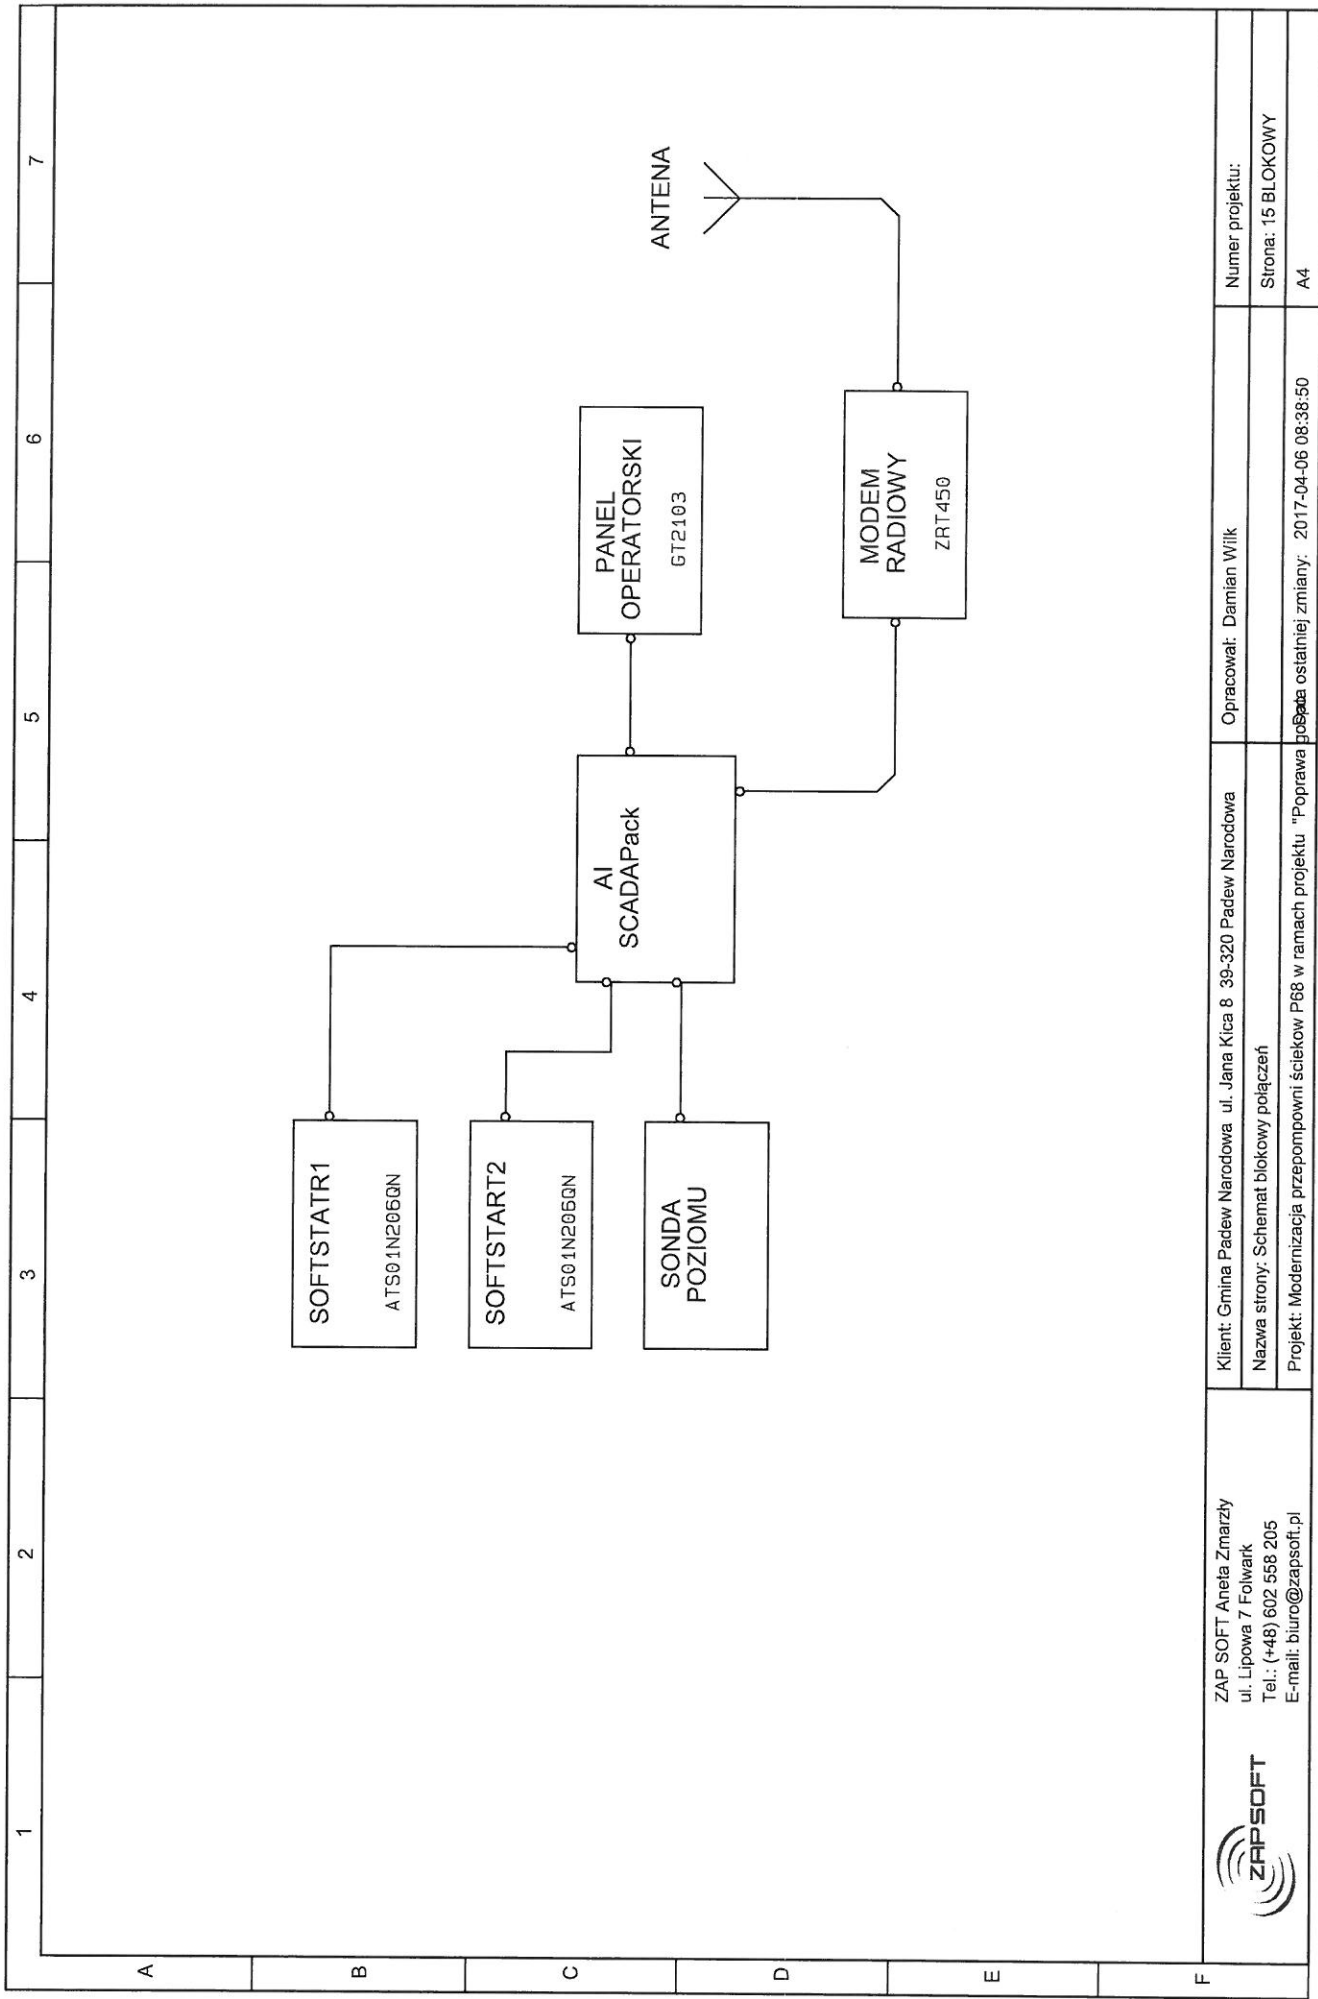 1
2
3
4
5
6
7
A
B
C
D
E
F
SOFTSTATR1
ATS01N206QN
SOFTSTART2
ATS01N206QN
SONDA
POZIOMU
AI
SCADAPack
PANEL
OPERATORSKI
GT2103
MODEM
RADIOWY
ZRT450
ANTENA
ZAPSOFT
ZAP SOFT Aneta Zmarzły
ul. Lipowa 7 Folwark
Tel.: (+48) 602 558 205
E-mail: biuro@zapsoft.pl
Klient: Gmina Padew Narodowa ul. Jana Kica 8 39-320 Padew Narodowa
Opracował: Damian Wilk
Numer projektu:
Nazwa strony: Schemat blokowy połączeń
Strona: 15 BLOKOWY
Projekt: Modernizacja przepompowni ściekow P68 w ramach projektu "Poprawa
ostatniej zmiany: 2017-04-06 08:38:50
A4